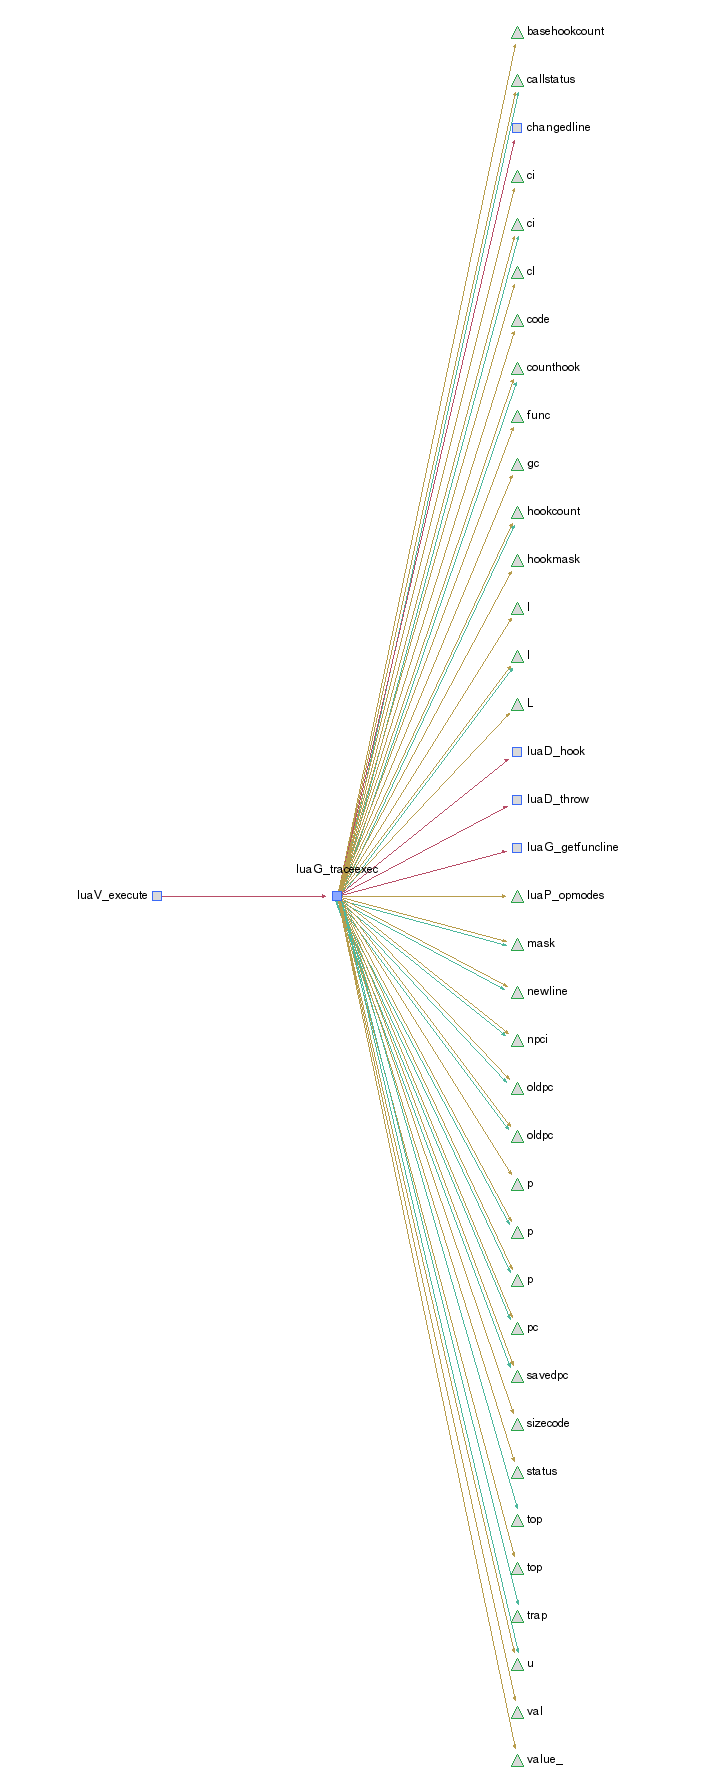 basehookcount
callstatus
changedline
ci
ci
cl
code
counthook
func
gc
hookcount
hookmask
l
l
L
luaD_hook
luaD_throw
luaG_getfuncline
luaG_traceexec
luaV_execute
luaP_opmodes
mask
newline
npci
oldpc
oldpc
p
p
p
pc
savedpc
sizecode
status
top
top
trap
u
val
value_